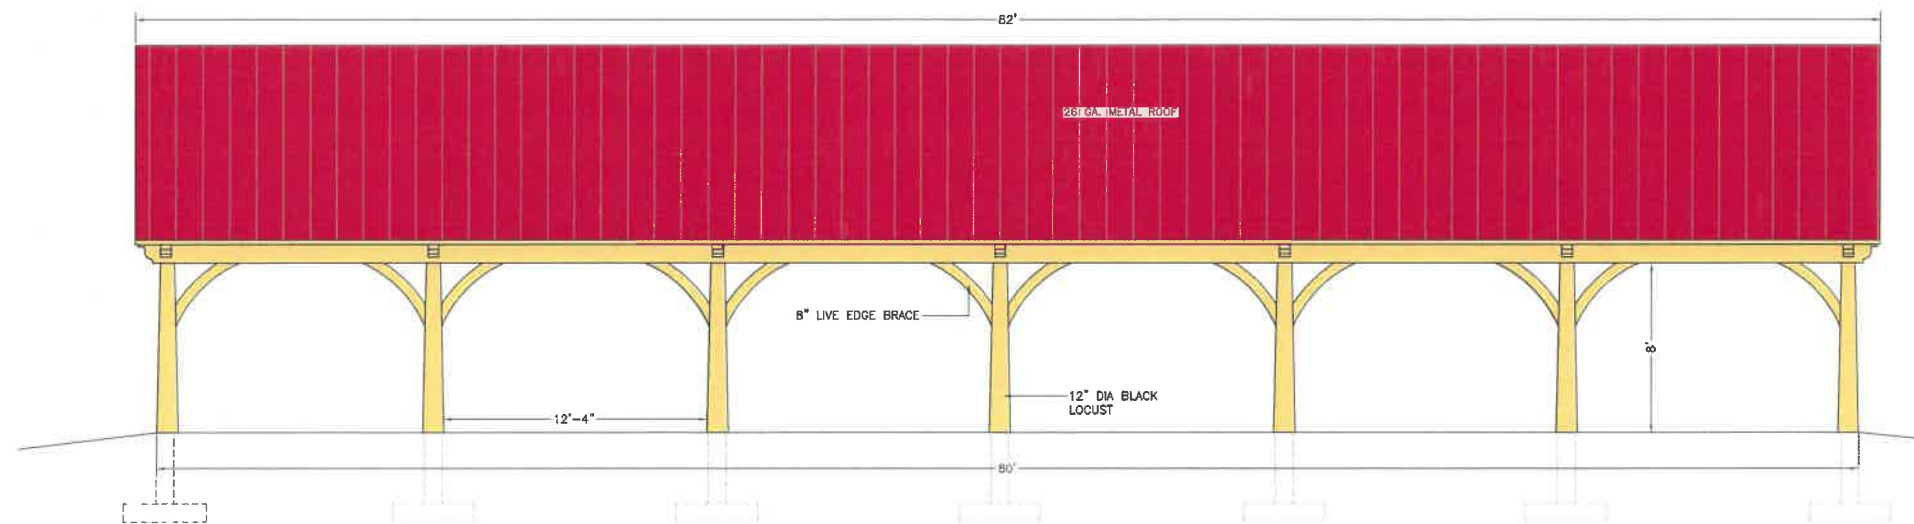 82'
26 GA. METAL ROOF
8" LIVE EDGE BRACE
8'
12" DIA BLACK
LOCUST
12'-4"
80'